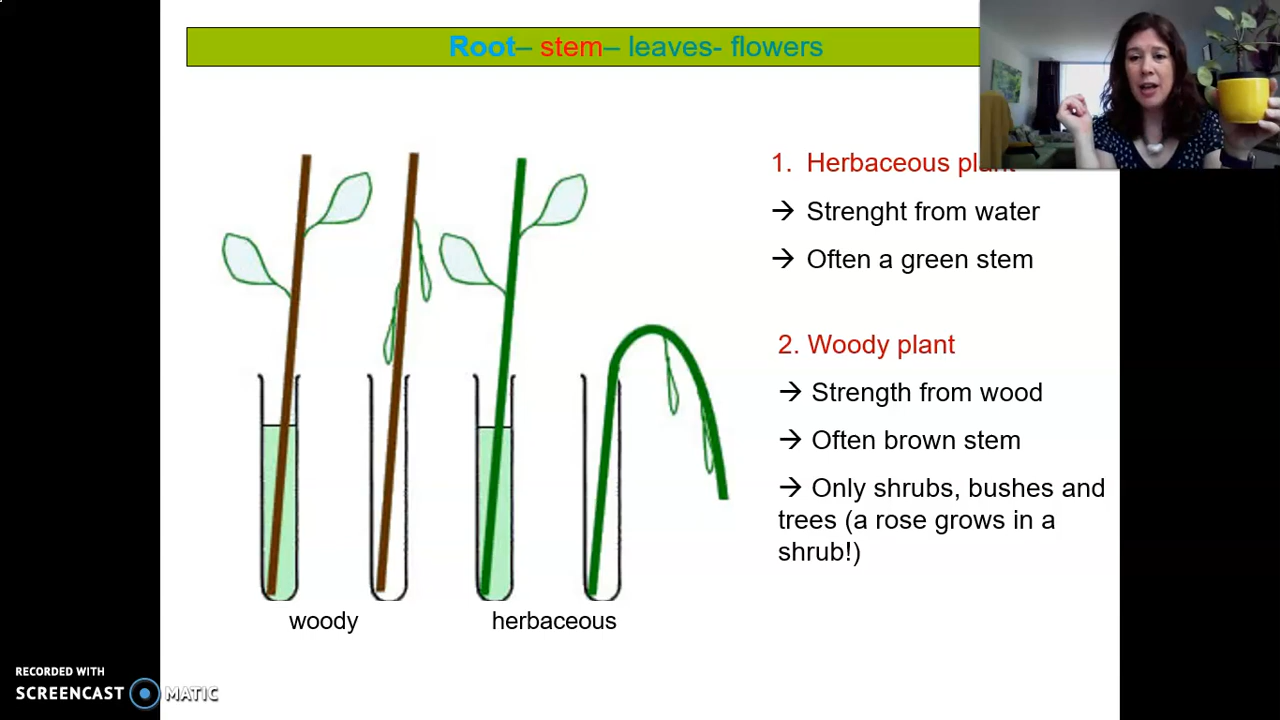 Root– stem– leaves- flowers
1. Herbaceous plant
→ Strenght from water
→ Often a green stem
2. Woody plant
→ Strength from wood
→ Often brown stem
→ Only shrubs, bushes and
trees (a rose grows in a
shrub!)
woody
herbaceous
RECORDED WITH
SCREENCAST MATIC